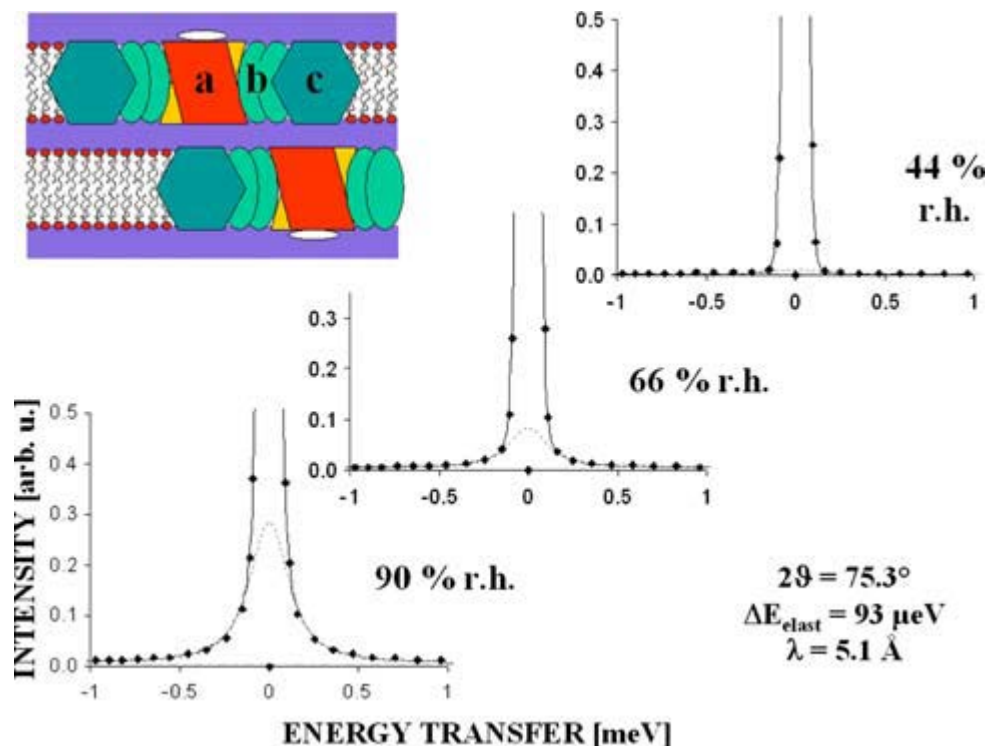 a b c
0.5
0.4
0.3
0.2
0.1
0.0
-1 -0.5 0 0.5 1
44 %
r.h.
0.3
0.2
0.1
0.0
-1 -0.5 0 0.5 1
66 % r.h.
INTENSITY [arb. u.]
0.5
0.4
0.3
0.2
0.1
0.0
-1 -0.5 0 0.5 1
90 % r.h.
2ϑ = 75.3°
ΔEelast = 93 µeV
λ = 5.1 Å
ENERGY TRANSFER [meV]